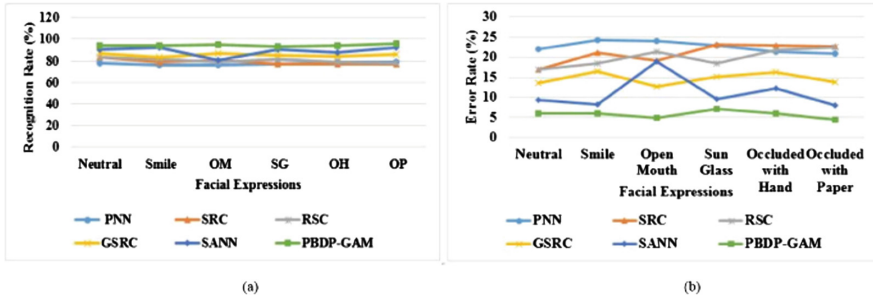 120
100
80
60
40
20
0
Recognition Rate (%)
Neutral Smile OM SG OH OP
Facial Expressions
PNN SRC RSC
GSRC SANN PBDP-GAM
(a)
30
25
20
15
10
5
0
Error Rate (%)
Neutral Smile Open Sun Occluded Occluded
Mouth Glass with with
Hand Paper
Facial Expressions
PNN SRC RSC
GSRC SANN PBDP-GAM
(b)